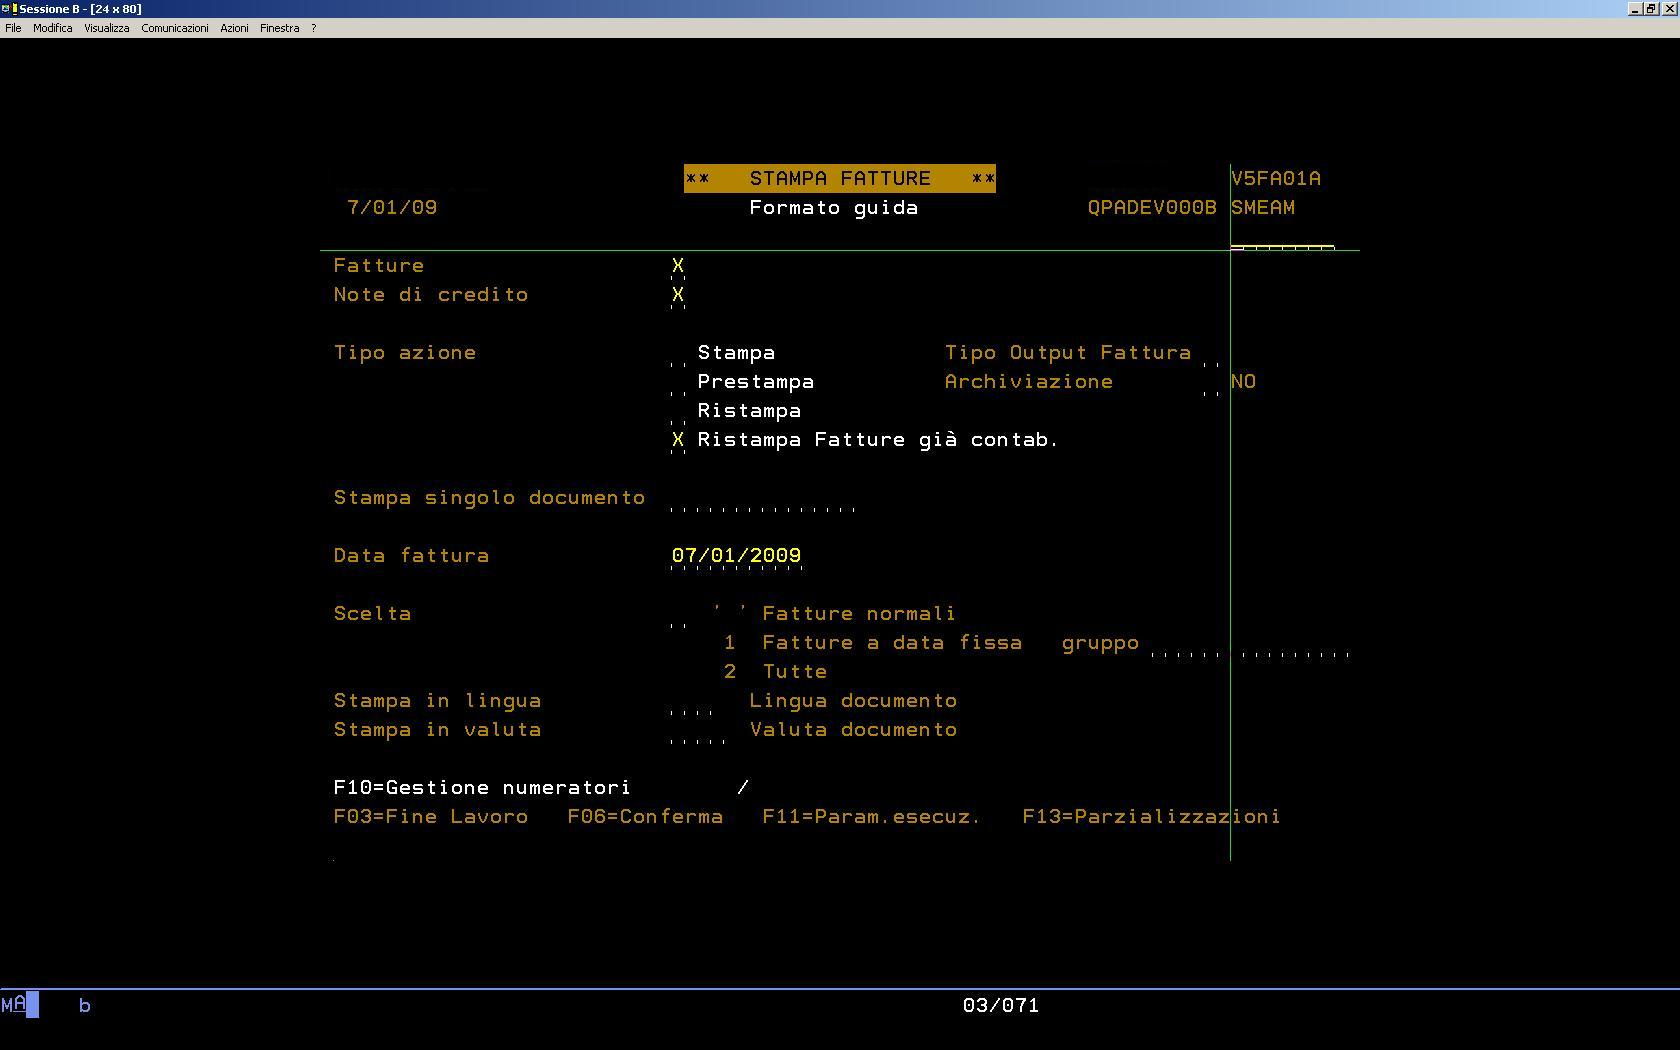 Sessione B - [24 x 80]
File Modifica Visualizza Comunicazioni Azioni Finestra ?
** STAMPA FATTURE ** V5FA01A
7/01/09 Formato guida QPADEV000B SMEAM
Fatture X
Note di credito X
Tipo azione Stampa Tipo Output Fattura
Prestampa Archiviazione NO
Ristampa
X Ristampa Fatture già contab.
Stampa singolo documento
Data fattura 07/01/2009
Scelta ' ' Fatture normali
1 Fatture a data fissa gruppo
2 Tutte
Stampa in lingua Lingua documento
Stampa in valuta Valuta documento
F10=Gestione numeratori /
F03=Fine Lavoro F06=Conferma F11=Param.esecuz. F13=Parzializzazioni
MA b 03/071